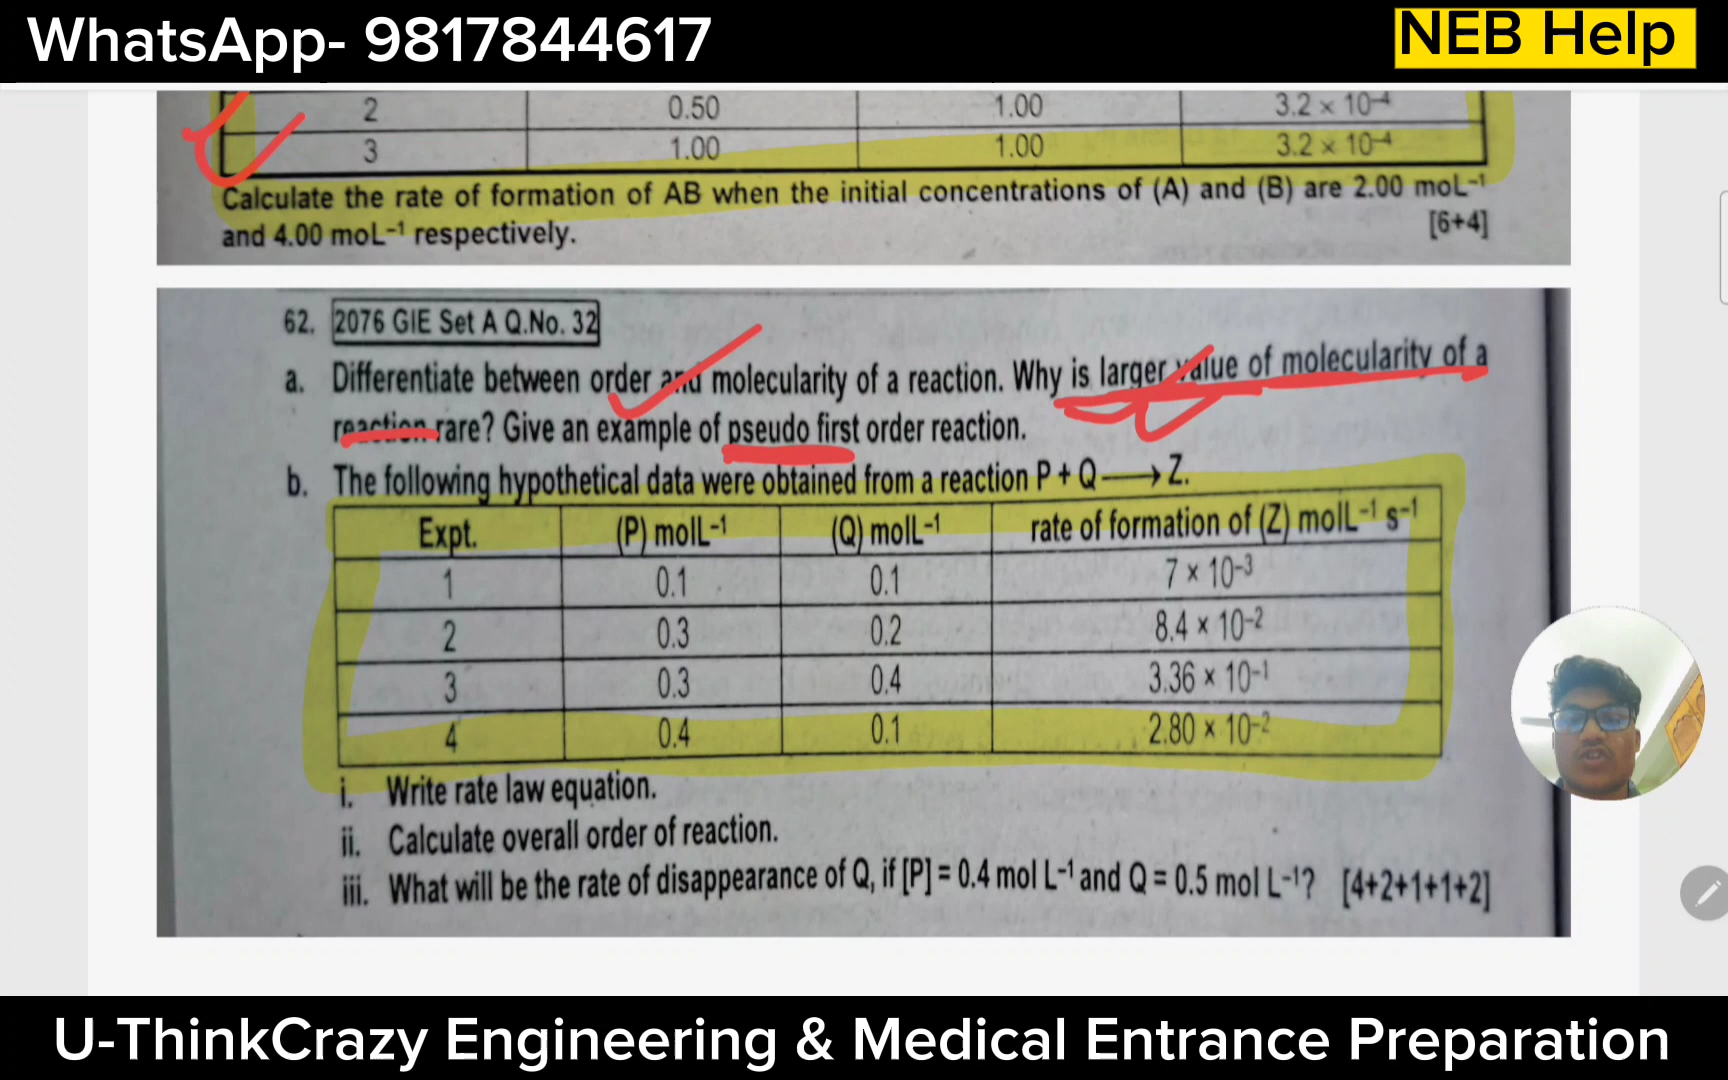 WhatsApp- 9817844617
NEB Help
2 0.50 1.00 3.2 × 10⁻⁴
3 1.00 1.00 3.2 × 10⁻⁴
Calculate the rate of formation of AB when the initial concentrations of (A) and (B) are 2.00 moL⁻¹
and 4.00 moL⁻¹ respectively. [6+4]
62. 2076 GIE Set A Q.No. 32
a. Differentiate between order and molecularity of a reaction. Why is larger value of molecularity of a
reaction rare? Give an example of pseudo first order reaction.
b. The following hypothetical data were obtained from a reaction P + Q ⟶ Z.
Expt. (P) molL⁻¹ (Q) molL⁻¹ rate of formation of (Z) molL⁻¹ s⁻¹
1 0.1 0.1 7 × 10⁻³
2 0.3 0.2 8.4 × 10⁻²
3 0.3 0.4 3.36 × 10⁻¹
4 0.4 0.1 2.80 × 10⁻²
i. Write rate law equation.
ii. Calculate overall order of reaction.
iii. What will be the rate of disappearance of Q, if [P] = 0.4 mol L⁻¹ and Q = 0.5 mol L⁻¹? [4+2+1+1+2]
U-ThinkCrazy Engineering & Medical Entrance Preparation